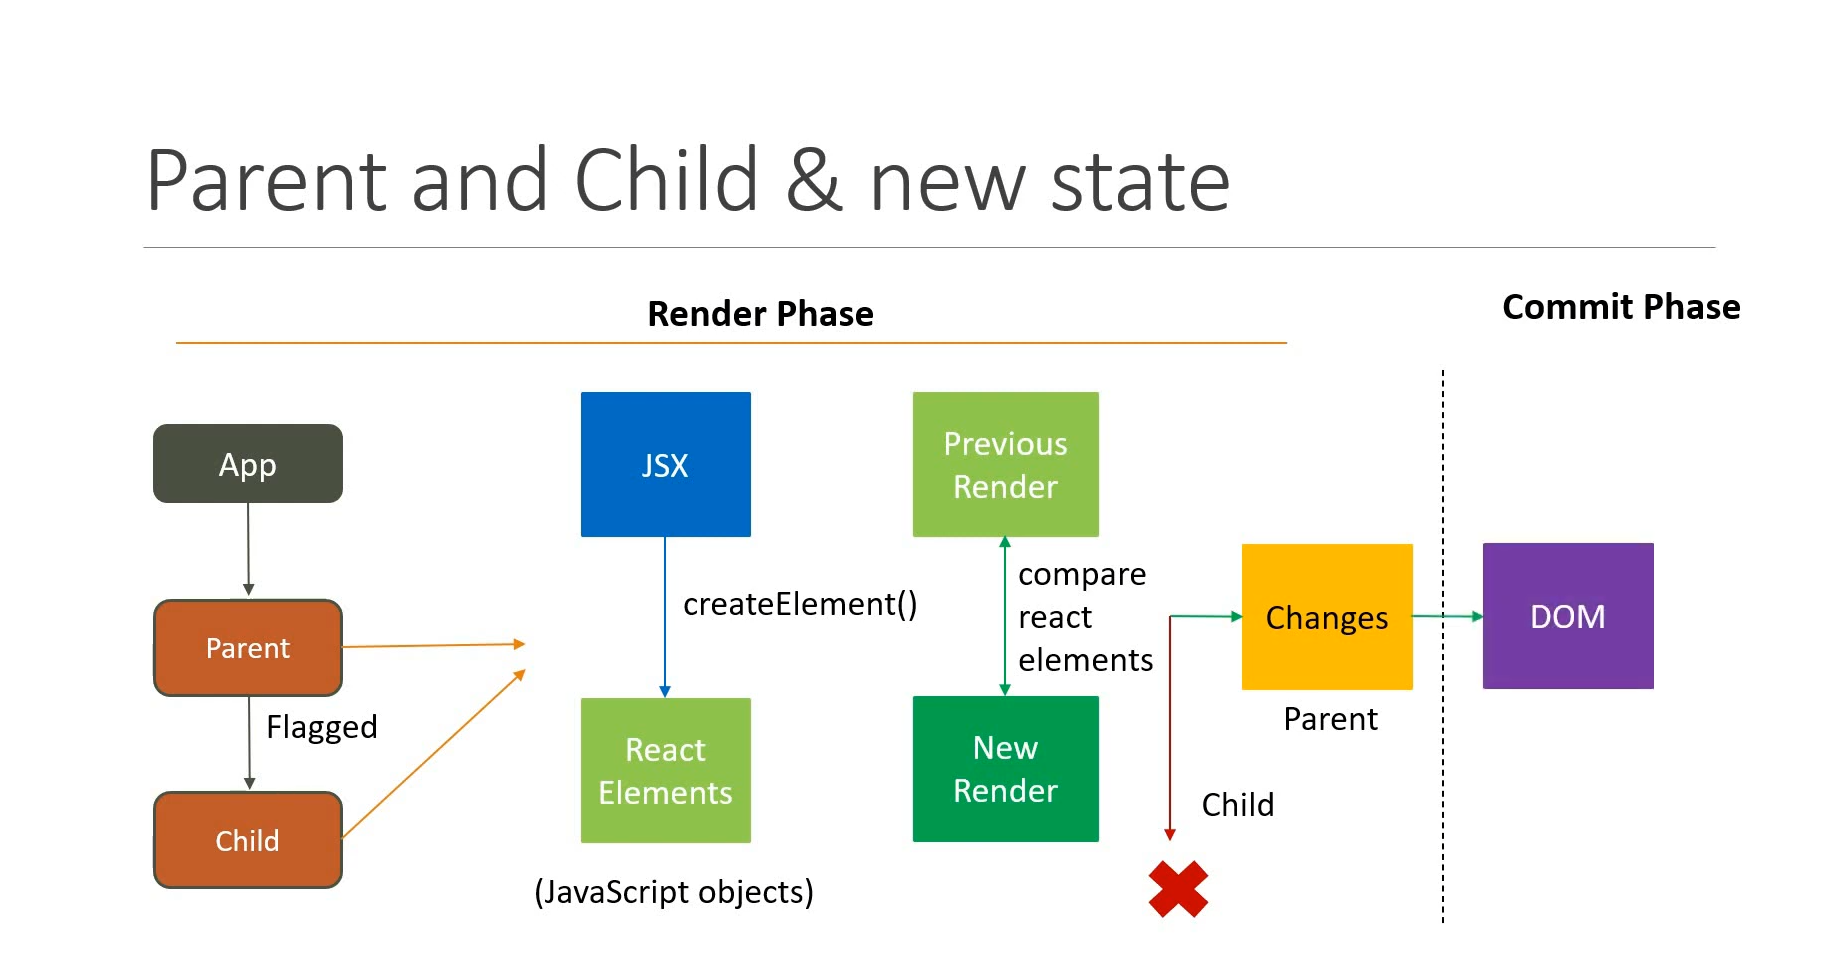 Parent and Child & new state
Render Phase
Commit Phase
App
Parent
Flagged
Child
JSX
createElement()
React
Elements
(JavaScript objects)
Previous
Render
compare
react
elements
New
Render
Changes
Parent
Child
DOM